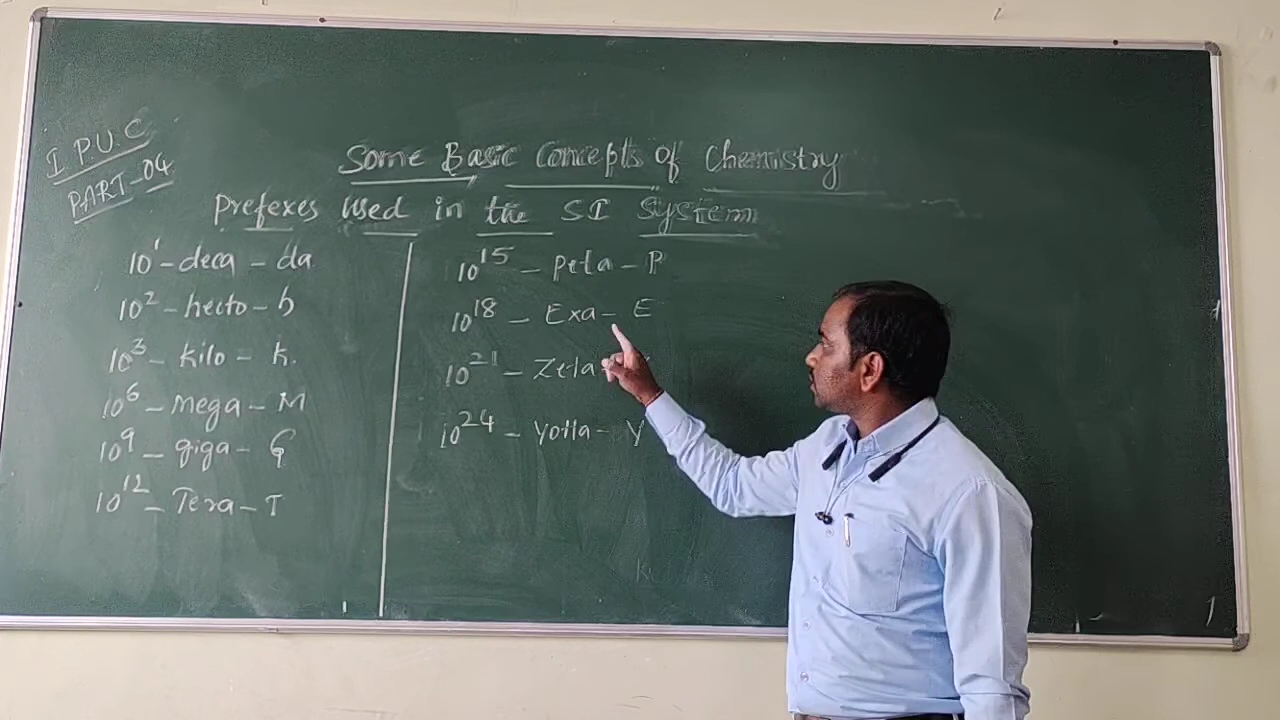 I P.U.C
PART-04
Some Basic Concepts of Chemistry
Prefexes Used in the SI System
10¹ - deca - da
10² - hecto - h
10³ - kilo - k.
10⁶ - Mega - M
10⁹ - giga - G
10¹² - Tera - T
10¹⁵ - Peta - P
10¹⁸ - Exa - E
10²¹ - Zeta -
10²⁴ - Yotta - Y